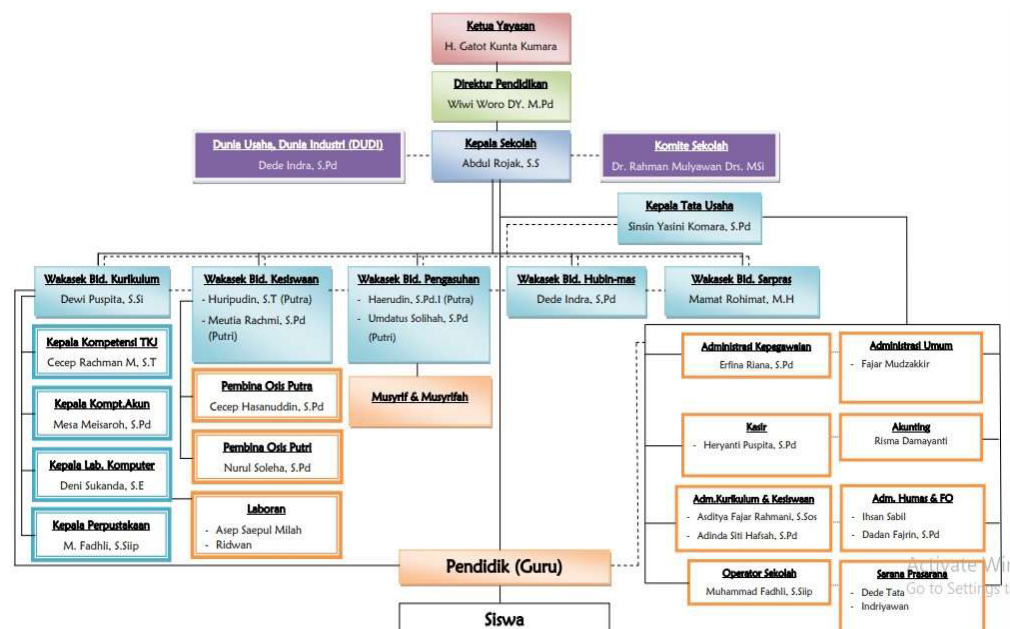 Ketua Yayasan
H. Gatot Kunta Kumara
Direktur Pendidikan
Wiwi Woro DY. M.Pd
Dunia Usaha, Dunia Industri (DUDI)
Dede Indra, S.Pd
Kepala Sekolah
Abdul Rojak, S.S
Komite Sekolah
Dr. Rahman Mulyawan Drs. MSi
Kepala Tata Usaha
Sinsin Yasini Komara, S.Pd
Wakasek Bid. Kurikulum
Dewi Puspita, S.Si
Wakasek Bid. Kesiswaan
- Huripudin, S.T (Putra)
- Meutia Rachmi, S.Pd
(Putri)
Wakasek Bid. Pengasuhan
- Haerudin, S.Pd.I (Putra)
- Umdatus Solihah, S.Pd
(Putri)
Wakasek Bid. Hubin-mas
Dede Indra, S,Pd
Wakasek Bid. Sarpras
Mamat Rohimat, M.H
Kepala Kompetensi TKJ
Cecep Rachman M, S.T
Kepala Kompt.Akun
Mesa Meisaroh, S.Pd
Kepala Lab. Komputer
Deni Sukanda, S.E
Kepala Perpustakaan
M. Fadhli, S.Siip
Pembina Osis Putra
Cecep Hasanuddin, S.Pd
Pembina Osis Putri
Nurul Soleha, S.Pd
Laboran
- Asep Saepul Milah
- Ridwan
Musyrif & Musyrifah
Administrasi Kepegawaian
Erfina Riana, S.Pd
Administrasi Umum
- Fajar Mudzakkir
Kasir
- Heryanti Puspita, S.Pd
Akunting
Risma Damayanti
Adm.Kurikulum & Kesiswaan
- Asditya Fajar Rahmani, S.Sos
- Adinda Siti Hafsah, S.Pd
Adm. Humas & FO
- Ihsan Sabil
- Dadan Fajrin, S.Pd
Operator Sekolah
Muhammad Fadhli, S.Siip
Sarana Prasarana
- Dede Tata
- Indriyawan
Pendidik (Guru)
Siswa
Activate Win
Go to Settings t